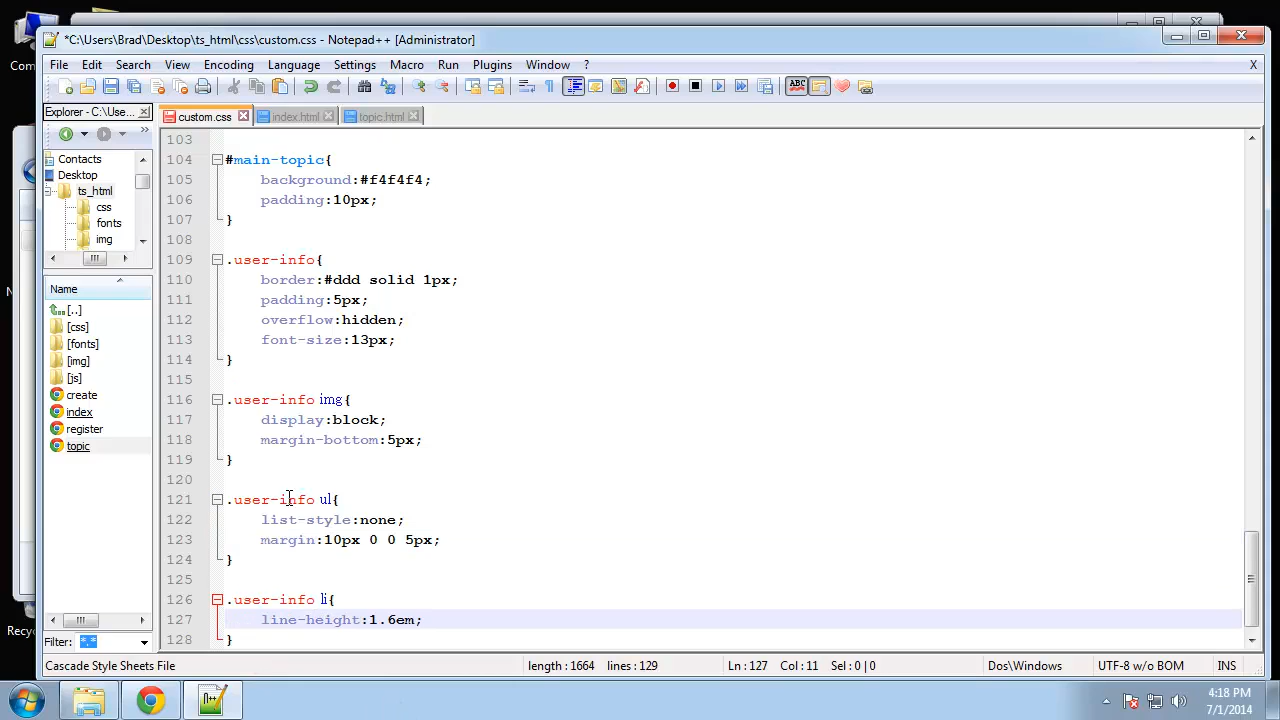 Com
*C:\Users\Brad\Desktop\ts_html\css\custom.css - Notepad++ [Administrator]
File Edit Search View Encoding Language Settings Macro Run Plugins Window ? X
ABC
Explorer - C:\Use...
custom.css index.html topic.html
Contacts
Desktop
ts_html
css
fonts
img
Name
[..]
[css]
[fonts]
[img]
[js]
create
index
register
topic
Filter: *.*
103
104 #main-topic{
105 background:#f4f4f4;
106 padding:10px;
107 }
108
109 .user-info{
110 border:#ddd solid 1px;
111 padding:5px;
112 overflow:hidden;
113 font-size:13px;
114 }
115
116 .user-info img{
117 display:block;
118 margin-bottom:5px;
119 }
120
121 .user-info ul{
122 list-style:none;
123 margin:10px 0 0 5px;
124 }
125
126 .user-info li{
127 line-height:1.6em;
128 }
Recy
Cascade Style Sheets File length : 1664 lines : 129 Ln : 127 Col : 11 Sel : 0 | 0 Dos\Windows UTF-8 w/o BOM INS
4:18 PM
7/1/2014